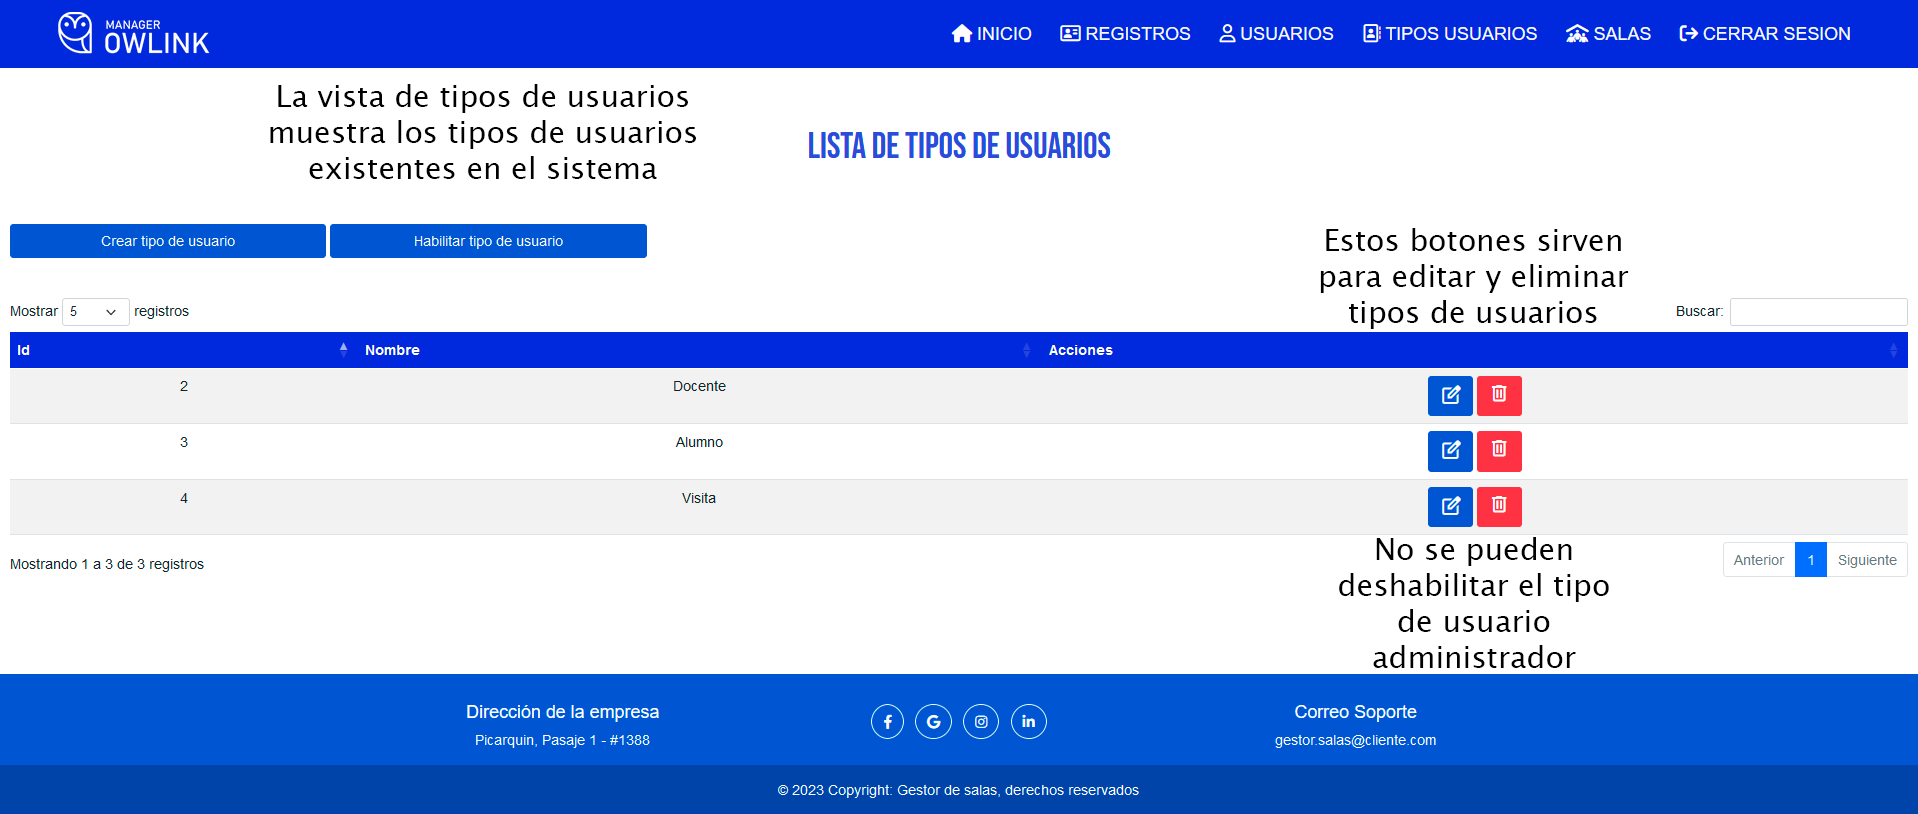 MANAGER
OWLINK
INICIO
REGISTROS
USUARIOS
TIPOS USUARIOS
SALAS
CERRAR SESION
La vista de tipos de usuarios
muestra los tipos de usuarios
existentes en el sistema
LISTA DE TIPOS DE USUARIOS
Crear tipo de usuario
Habilitar tipo de usuario
Estos botones sirven
para editar y eliminar
tipos de usuarios
Mostrar 5 registros
Buscar:
Id Nombre Acciones
2 Docente
3 Alumno
4 Visita
Mostrando 1 a 3 de 3 registros
No se pueden
deshabilitar el tipo
de usuario
administrador
Anterior 1 Siguiente
Dirección de la empresa
Picarquin, Pasaje 1 - #1388
Correo Soporte
gestor.salas@cliente.com
© 2023 Copyright: Gestor de salas, derechos reservados